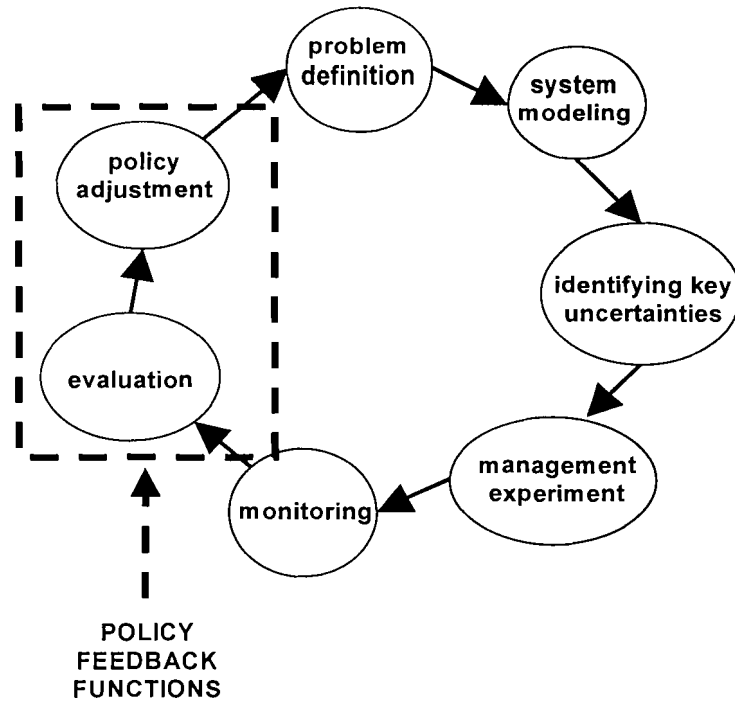 problem
definition
system
modeling
identifying key
uncertainties
management
experiment
monitoring
evaluation
policy
adjustment
POLICY
FEEDBACK
FUNCTIONS